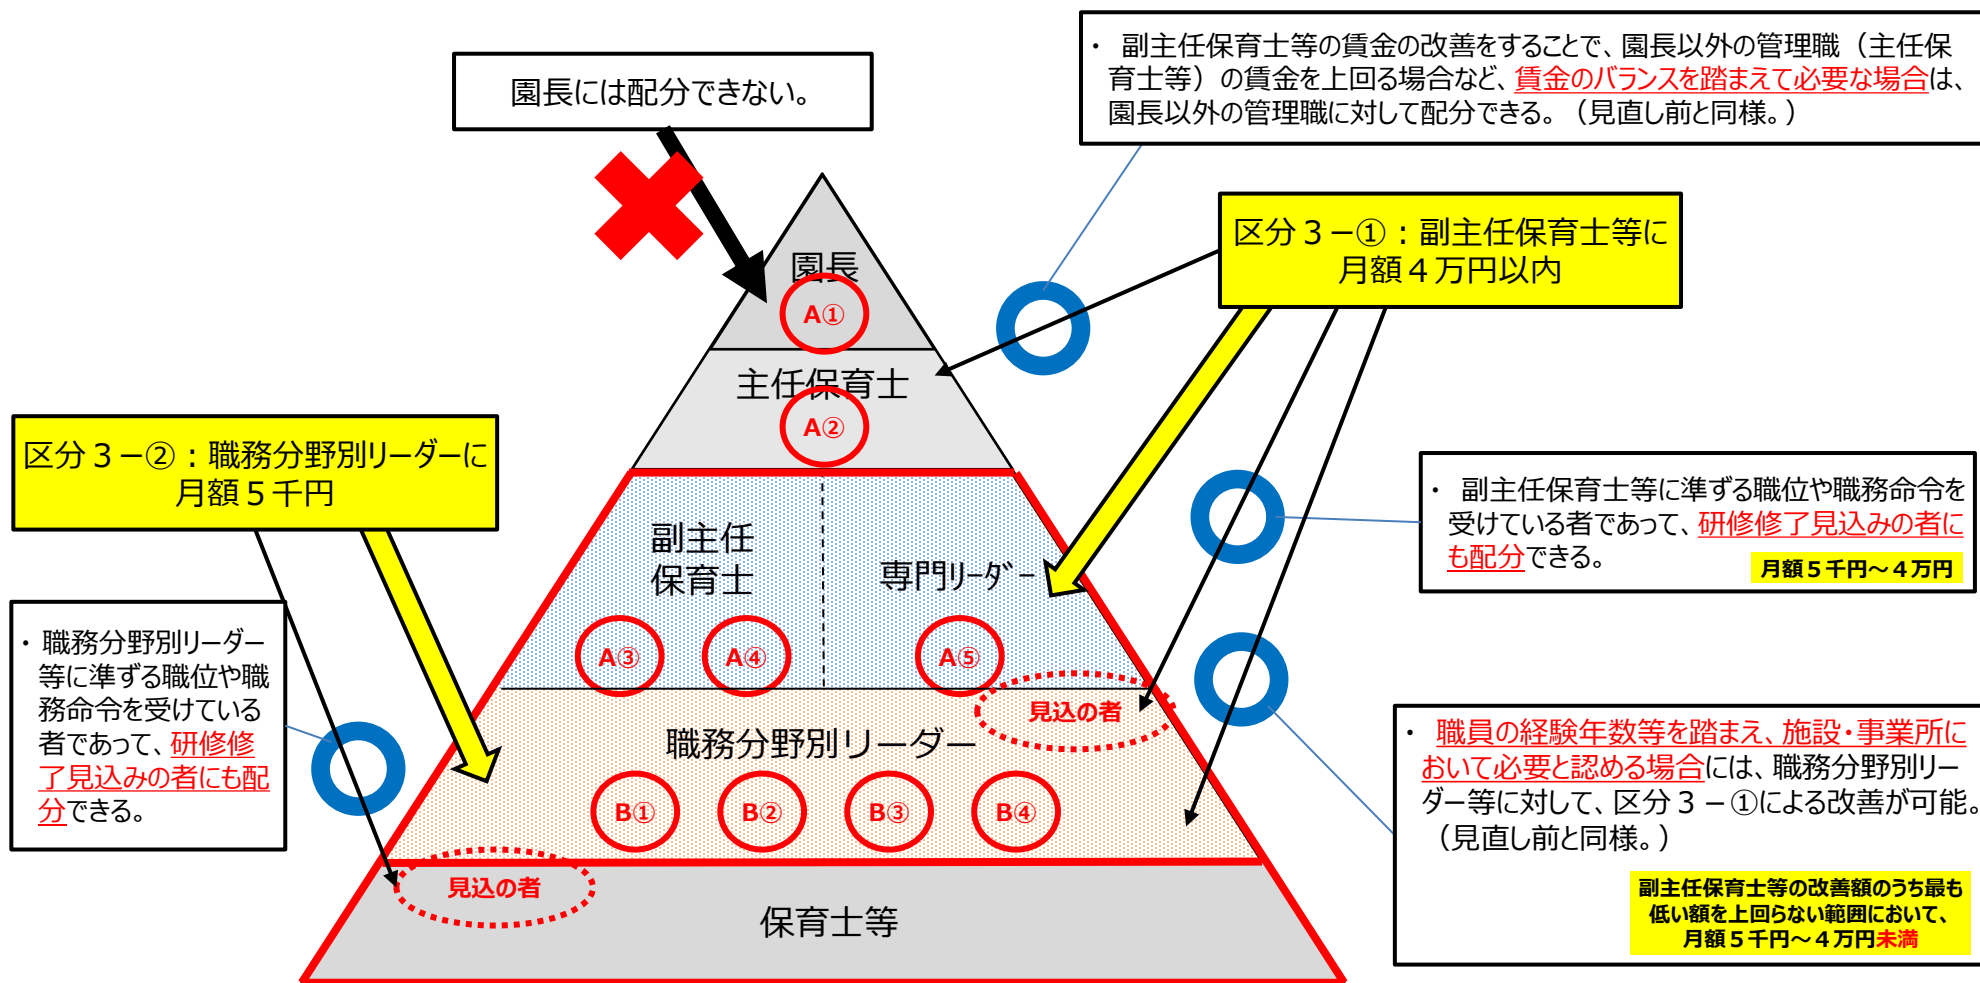 園長には配分できない。
・ 副主任保育士等の賃金の改善をすることで、園長以外の管理職（主任保
育士等）の賃金を上回る場合など、賃金のバランスを踏まえて必要な場合は、
園長以外の管理職に対して配分できる。（見直し前と同様。）
区分３－①：副主任保育士等に
月額４万円以内
園長
A①
主任保育士
A②
区分３－②：職務分野別リーダーに
月額５千円
・ 副主任保育士等に準ずる職位や職務命令を
受けている者であって、研修修了見込みの者に
も配分できる。
月額５千円～４万円
副主任
保育士
専門リーダー
A③
A④
A⑤
・ 職務分野別リーダー
等に準ずる職位や職
務命令を受けている
者であって、研修修
了見込みの者にも配
分できる。
見込の者
職務分野別リーダー
B①
B②
B③
B④
・ 職員の経験年数等を踏まえ、施設・事業所に
おいて必要と認める場合には、職務分野別リー
ダー等に対して、区分３－①による改善が可能。
（見直し前と同様。）
副主任保育士等の改善額のうち最も
低い額を上回らない範囲において、
月額５千円～４万円未満
見込の者
保育士等